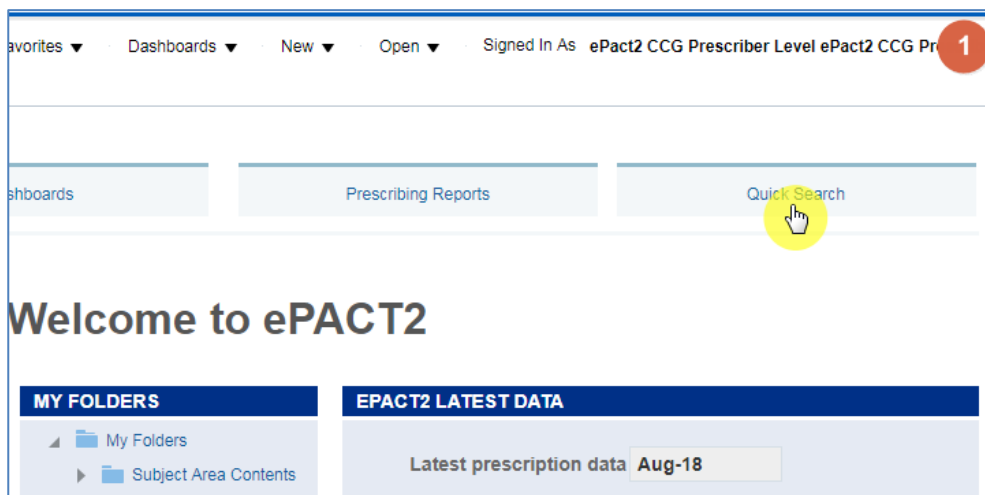 avorites ▼ Dashboards ▼ New ▼ Open ▼ Signed In As ePact2 CCG Prescriber Level ePact2 CCG Pr 1
shboards Prescribing Reports Quick Search
Welcome to ePACT2
MY FOLDERS EPACT2 LATEST DATA
My Folders
Subject Area Contents Latest prescription data Aug-18